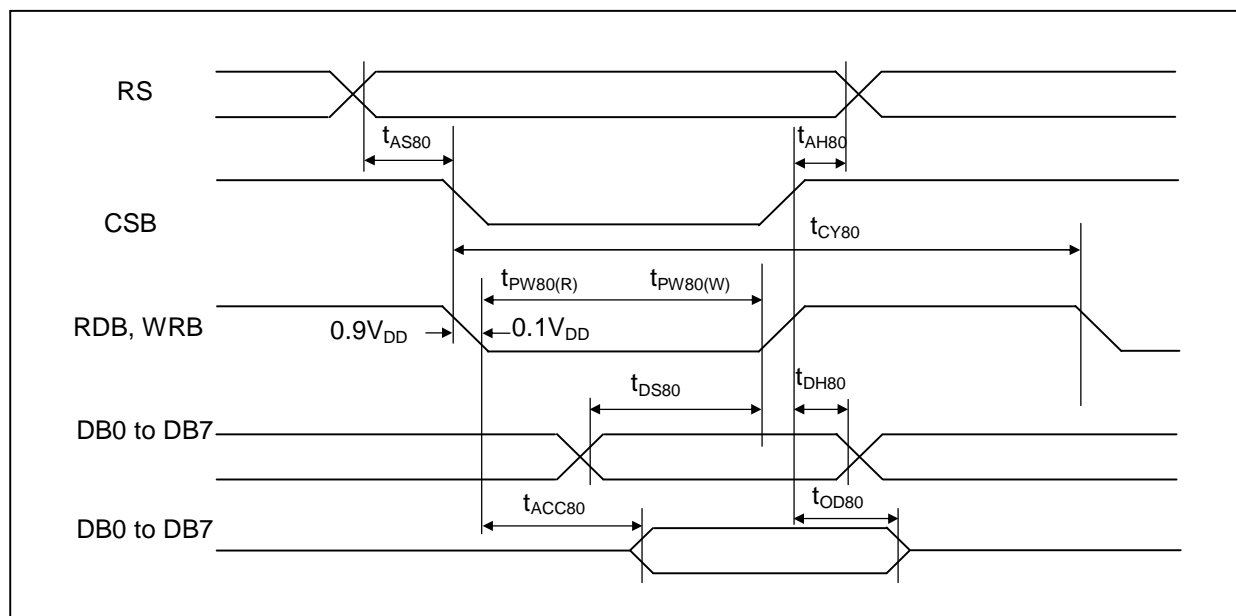 RS
tAS80
tAH80
CSB
tCY80
tPW80(R)
tPW80(W)
RDB, WRB
0.9VDD
0.1VDD
tDS80
tDH80
DB0 to DB7
tACC80
tOD80
DB0 to DB7